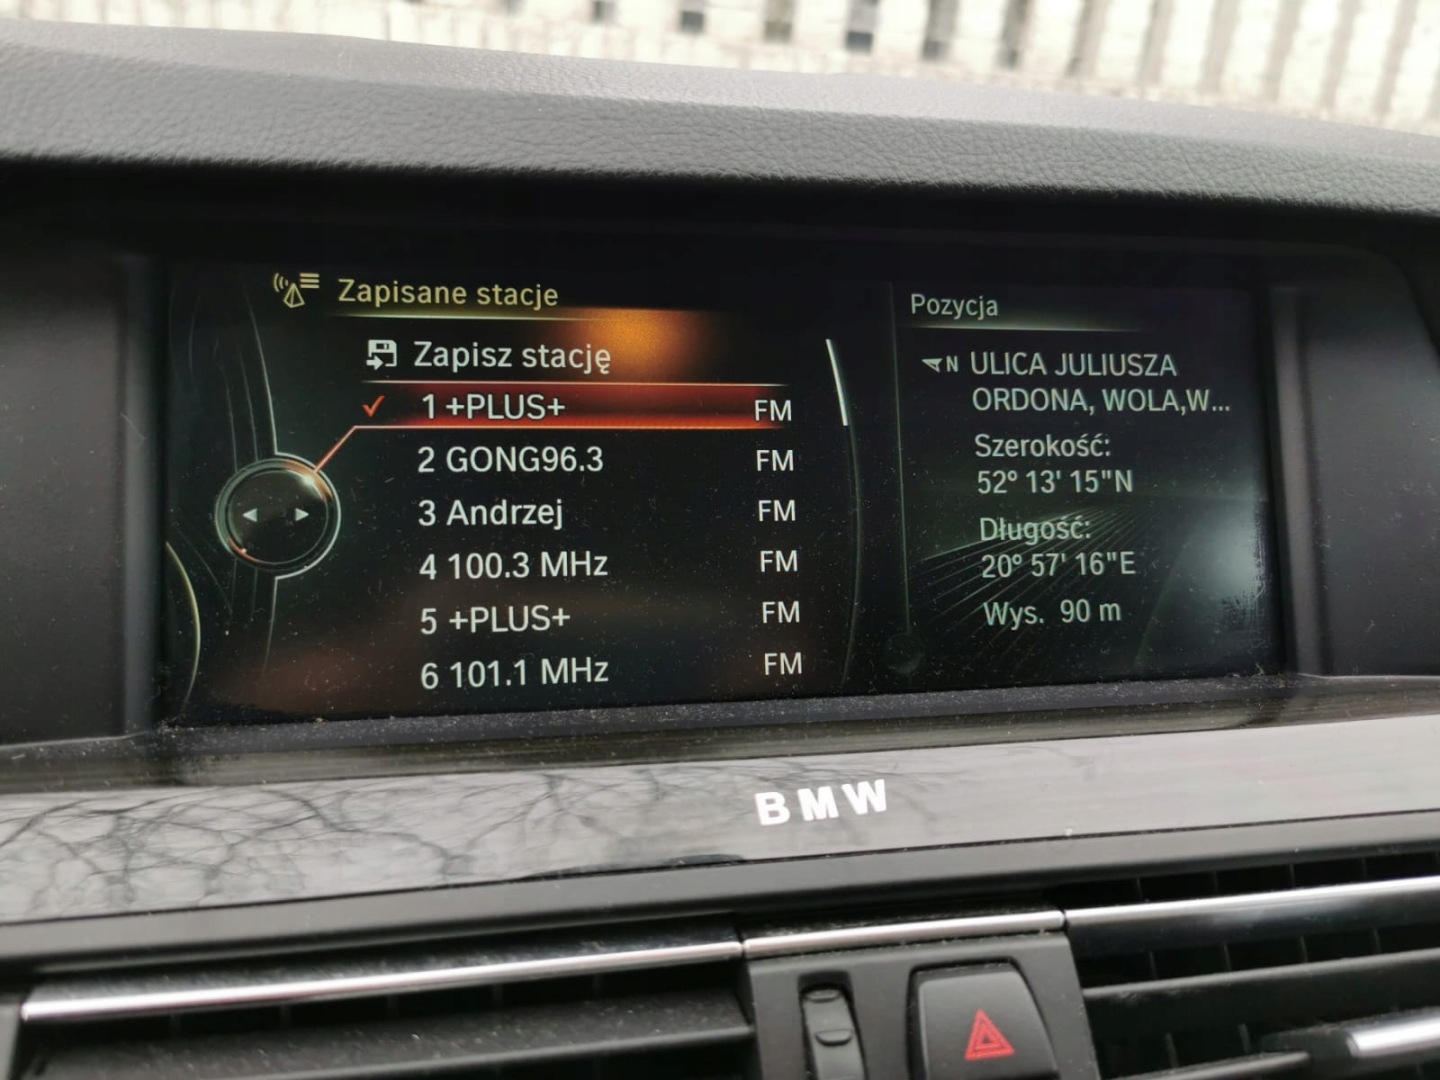 Zapisane stacje
Zapisz stację
1 +PLUS+ FM
2 GONG96.3 FM
3 Andrzej FM
4 100.3 MHz FM
5 +PLUS+ FM
6 101.1 MHz FM
Pozycja
N ULICA JULIUSZA
ORDONA, WOLA,W...
Szerokość:
52° 13' 15"N
Długość:
20° 57' 16"E
Wys. 90 m
BMW